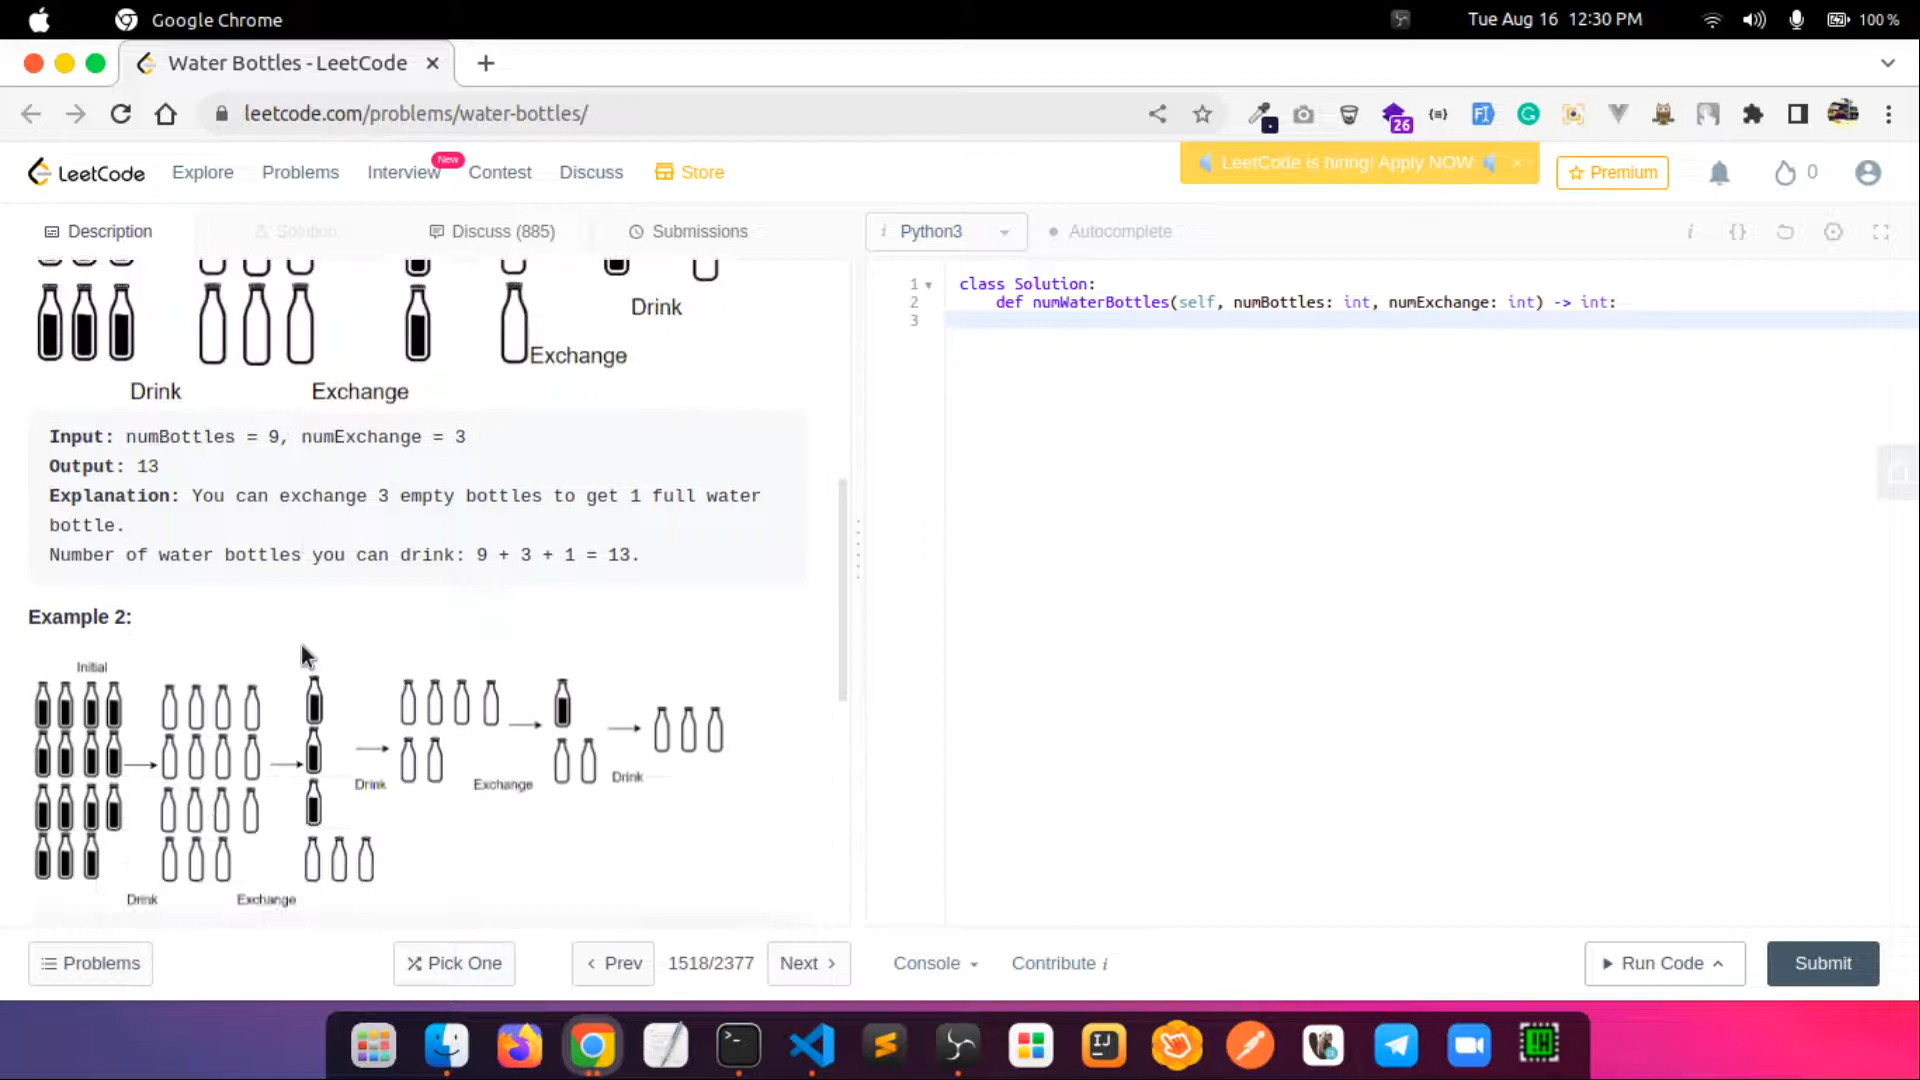 Google Chrome
Tue Aug 16 12:30 PM
100 %
Water Bottles - LeetCode
leetcode.com/problems/water-bottles/
26
LeetCode
Explore
Problems
Interview
New
Contest
Discuss
Store
LeetCode is hiring! Apply NOW
Premium
0
Description
Solution
Discuss (885)
Submissions
Python3
Autocomplete
Drink
Exchange
Drink
Exchange
Input: numBottles = 9, numExchange = 3
Output: 13
Explanation: You can exchange 3 empty bottles to get 1 full water
bottle.
Number of water bottles you can drink: 9 + 3 + 1 = 13.
Example 2:
Initial
Drink
Exchange
Drink
Exchange
Drink
1 class Solution:
2 def numWaterBottles(self, numBottles: int, numExchange: int) -> int:
3
Problems
Pick One
Prev
1518/2377
Next
Console
Contribute i
Run Code
Submit